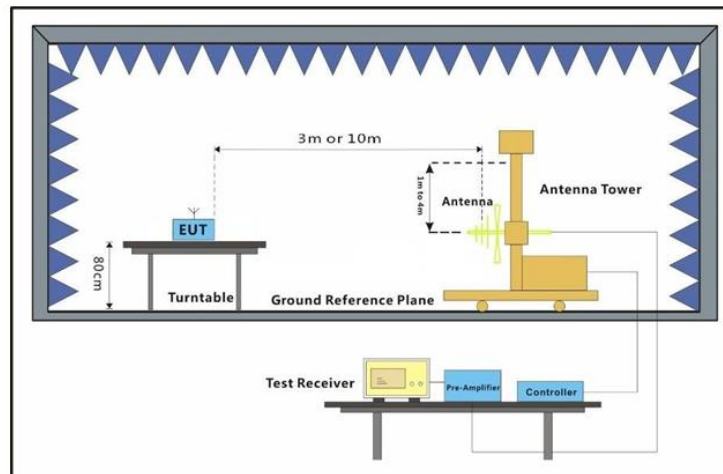 3m or 10m
1m to 4m
Antenna
Antenna Tower
EUT
80cm
Turntable
Ground Reference Plane
Test Receiver
Pre-Amplifier
Controller